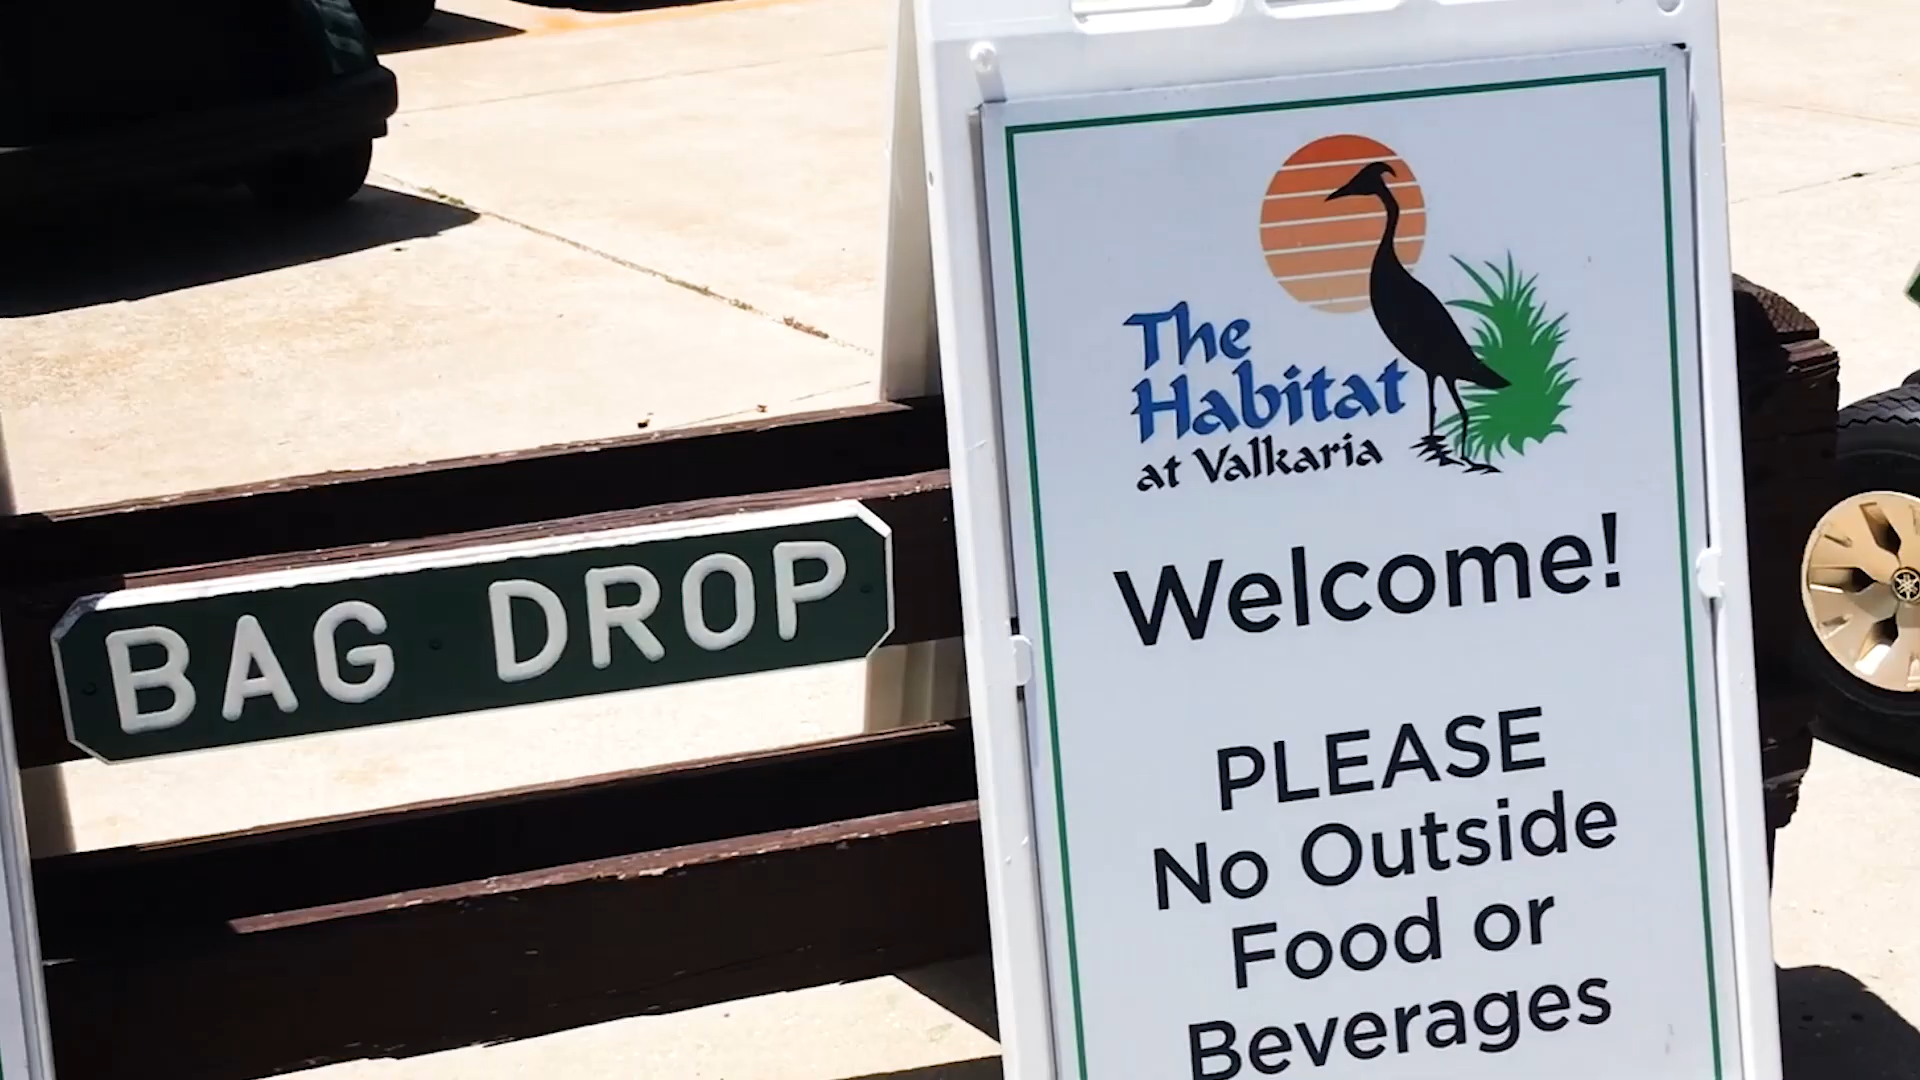 BAG DROP
The
Habitat
at Valkaria
Welcome!
PLEASE
No Outside
Food or
Beverages